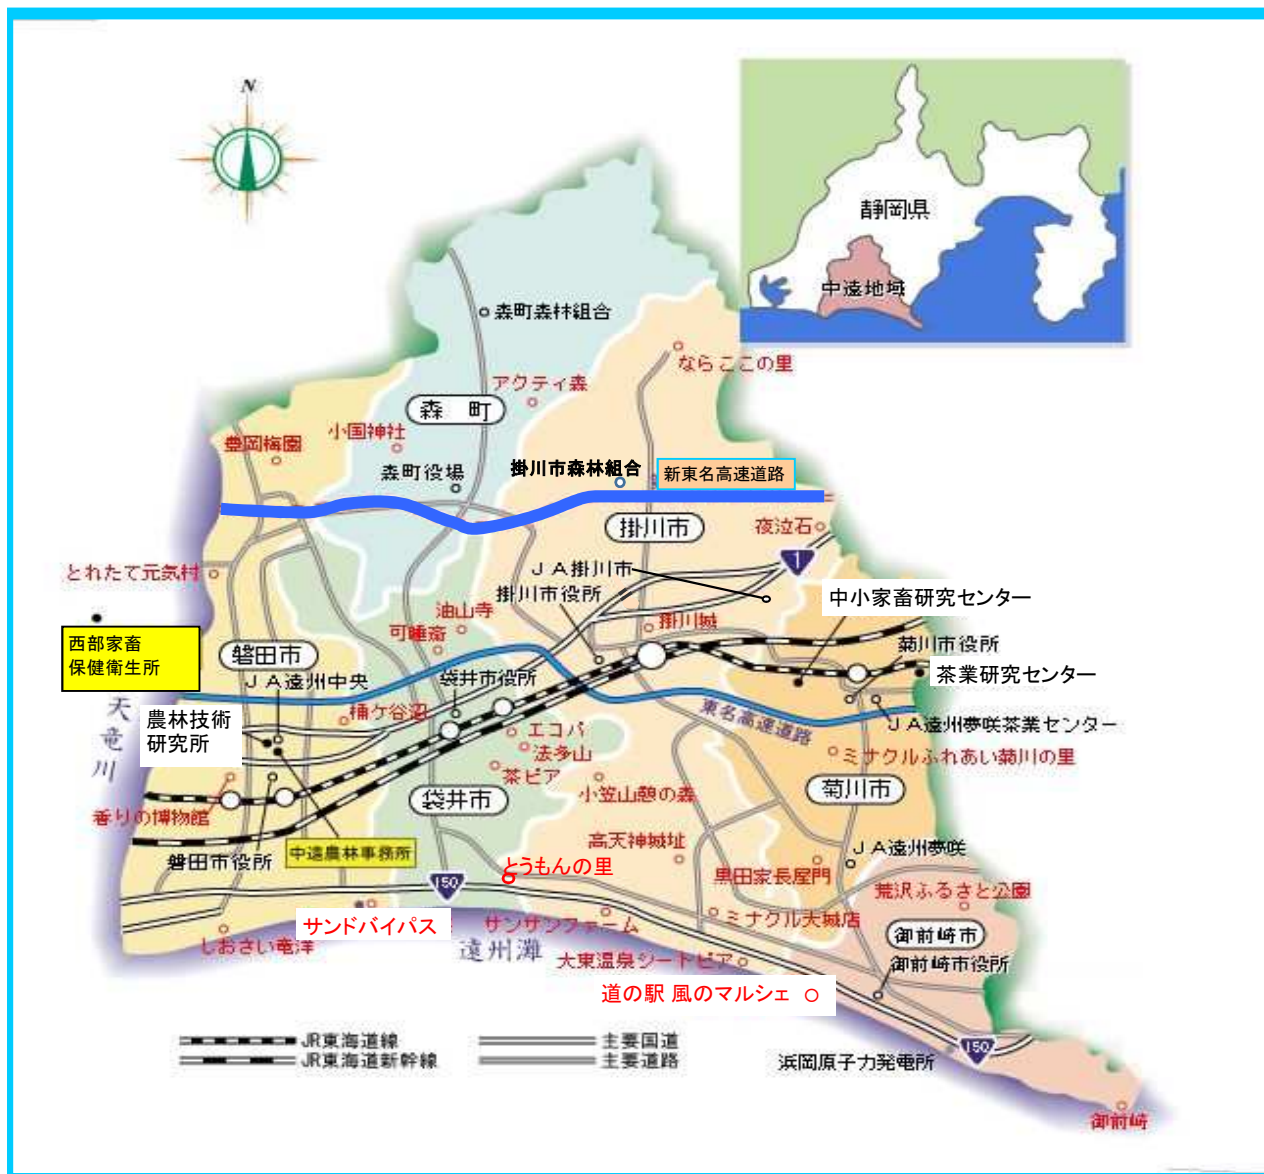 N
静岡県
中遠地域
森町森林組合
ならここの里
アクティ森
森 町
小国神社
豊岡梅園
森町役場
掛川市森林組合
新東名高速道路
掛川市
夜泣石
1
とれたて元気村
JA掛川市
掛川市役所
中小家畜研究センター
油山寺
可睡斎
掛川城
西部家畜
保健衛生所
磐田市
菊川市役所
茶業研究センター
JA遠州中央
袋井市役所
天竜川
農林技術
研究所
桶ケ谷沼
東名高速道路
JA遠州夢咲茶業センター
エコパ
法多山
ミナクルふれあい菊川の里
茶ピア
小笠山憩の森
袋井市
菊川市
香りの博物館
高天神城址
磐田市役所
中遠農林事務所
JA遠州夢咲
とうもんの里
黒田家長屋門
150
荒沢ふるさと公園
サンドバイパス
サンサンファーム
ミナクル大城店
しおさい竜洋
遠州灘
御前崎市
大東温泉シートピア
御前崎市役所
道の駅 風のマルシェ
JR東海道線
主要国道
JR東海道新幹線
主要道路
150
浜岡原子力発電所
御前崎